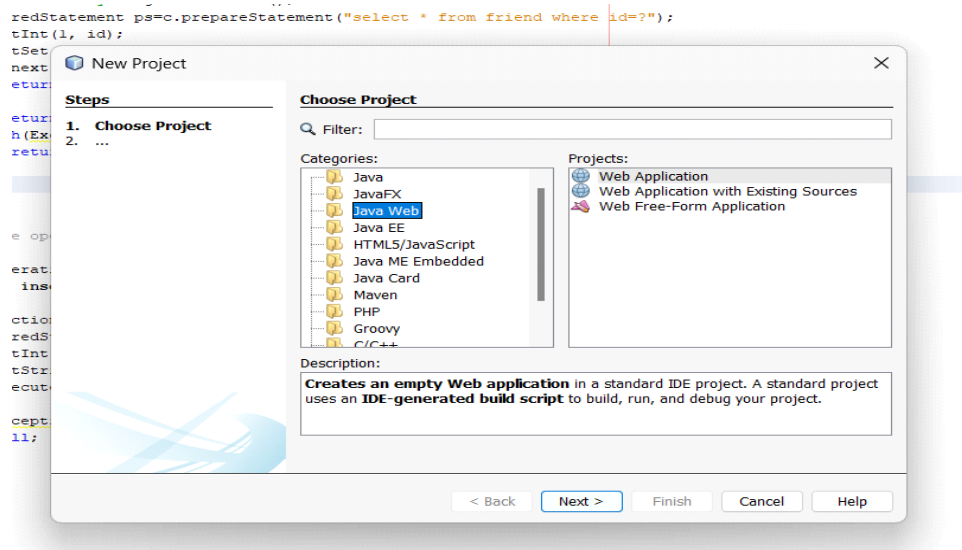 redStatement ps=c.prepareStatement("select * from friend where id=?");
tInt(1, id);
tSet
next
etur
etur
h(Ex
retu
e op
erat
ins
ctio
redS
tInt
tStr
ecut
cept
ll;
New Project
Steps
1. Choose Project
2. ...
Choose Project
Filter:
Categories:
Java
JavaFX
Java Web
Java EE
HTML5/JavaScript
Java ME Embedded
Java Card
Maven
PHP
Groovy
C/C++
Projects:
Web Application
Web Application with Existing Sources
Web Free-Form Application
Description:
Creates an empty Web application in a standard IDE project. A standard project
uses an IDE-generated build script to build, run, and debug your project.
< Back
Next >
Finish
Cancel
Help